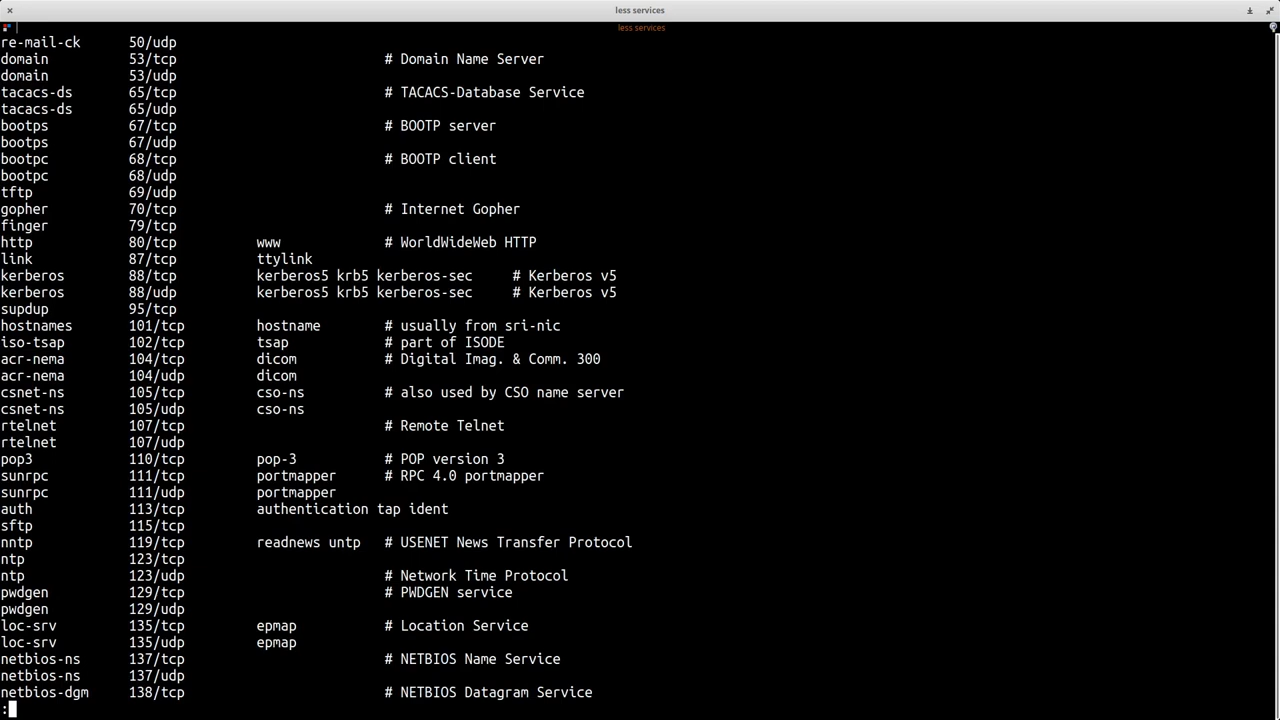 less services
less services
re-mail-ck      50/udp
domain          53/tcp                          # Domain Name Server
domain          53/udp
tacacs-ds       65/tcp                          # TACACS-Database Service
tacacs-ds       65/udp
bootps          67/tcp                          # BOOTP server
bootps          67/udp
bootpc          68/tcp                          # BOOTP client
bootpc          68/udp
tftp            69/udp
gopher          70/tcp                          # Internet Gopher
finger          79/tcp
http            80/tcp          www             # WorldWideWeb HTTP
link            87/tcp          ttylink
kerberos        88/tcp          kerberos5 krb5 kerberos-sec     # Kerberos v5
kerberos        88/udp          kerberos5 krb5 kerberos-sec     # Kerberos v5
supdup          95/tcp
hostnames       101/tcp         hostname        # usually from sri-nic
iso-tsap        102/tcp         tsap            # part of ISODE
acr-nema        104/tcp         dicom           # Digital Imag. & Comm. 300
acr-nema        104/udp         dicom
csnet-ns        105/tcp         cso-ns          # also used by CSO name server
csnet-ns        105/udp         cso-ns
rtelnet         107/tcp                         # Remote Telnet
rtelnet         107/udp
pop3            110/tcp         pop-3           # POP version 3
sunrpc          111/tcp         portmapper      # RPC 4.0 portmapper
sunrpc          111/udp         portmapper
auth            113/tcp         authentication tap ident
sftp            115/tcp
nntp            119/tcp         readnews untp   # USENET News Transfer Protocol
ntp             123/tcp
ntp             123/udp                         # Network Time Protocol
pwdgen          129/tcp                         # PWDGEN service
pwdgen          129/udp
loc-srv         135/tcp         epmap           # Location Service
loc-srv         135/udp         epmap
netbios-ns      137/tcp                         # NETBIOS Name Service
netbios-ns      137/udp
netbios-dgm     138/tcp                         # NETBIOS Datagram Service
: